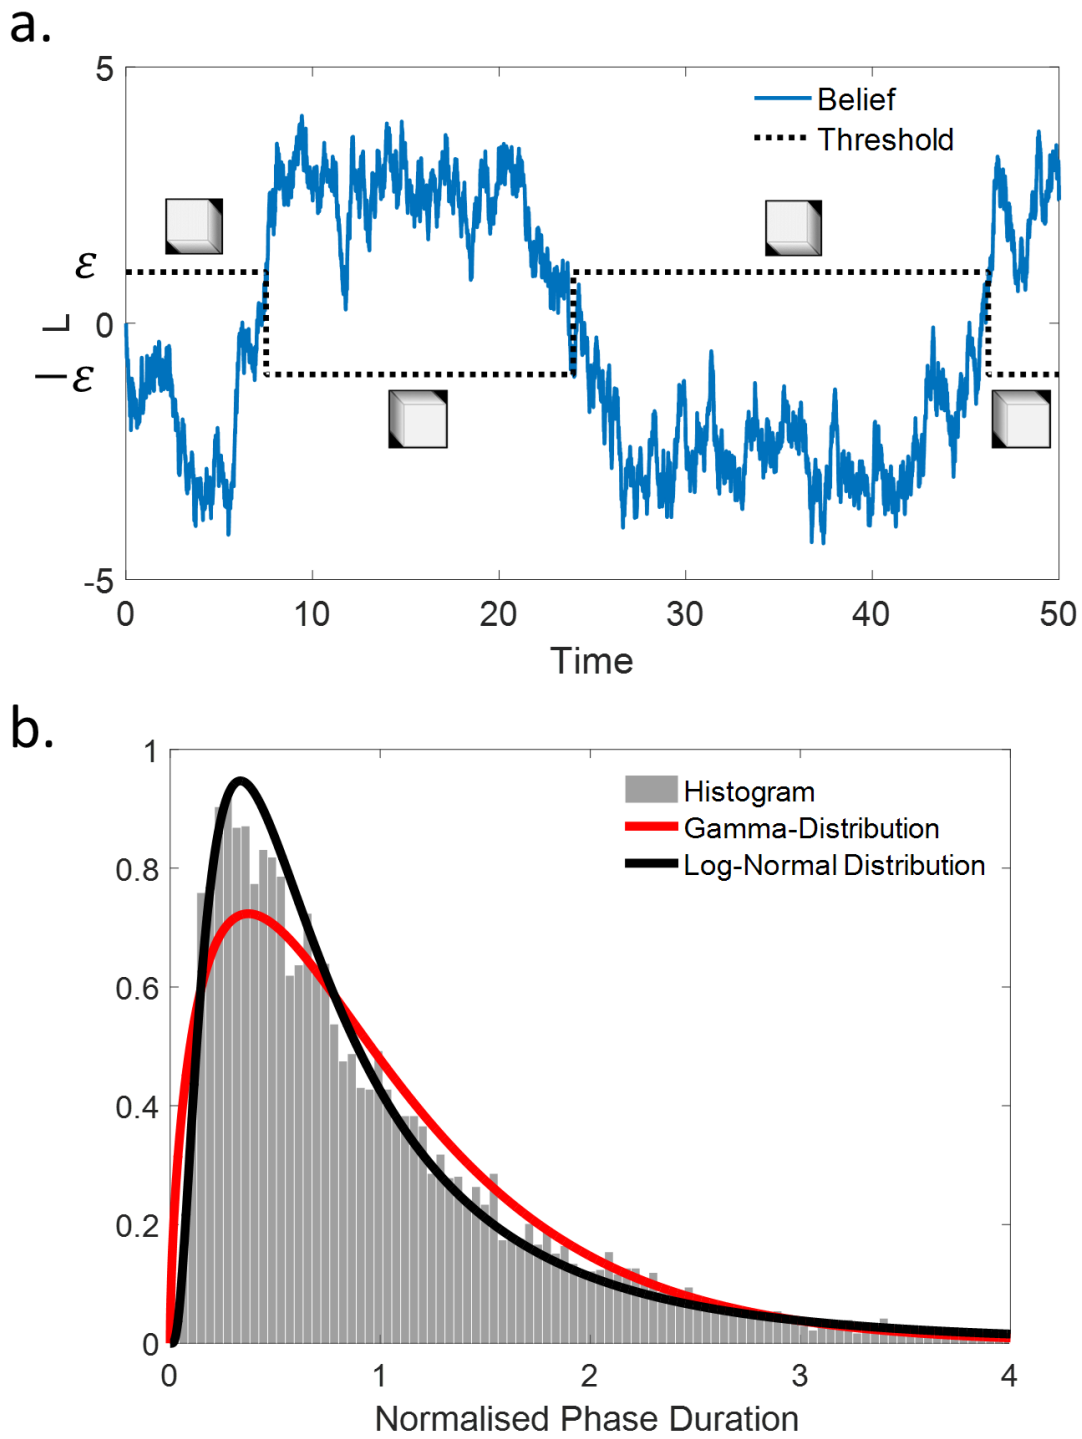 a.
5
Belief
Threshold
ε
L
0
−ε
-5
0 10 20 30 40 50
Time
b.
1
Histogram
Gamma-Distribution
Log-Normal Distribution
0.8
0.6
0.4
0.2
0
0 1 2 3 4
Normalised Phase Duration